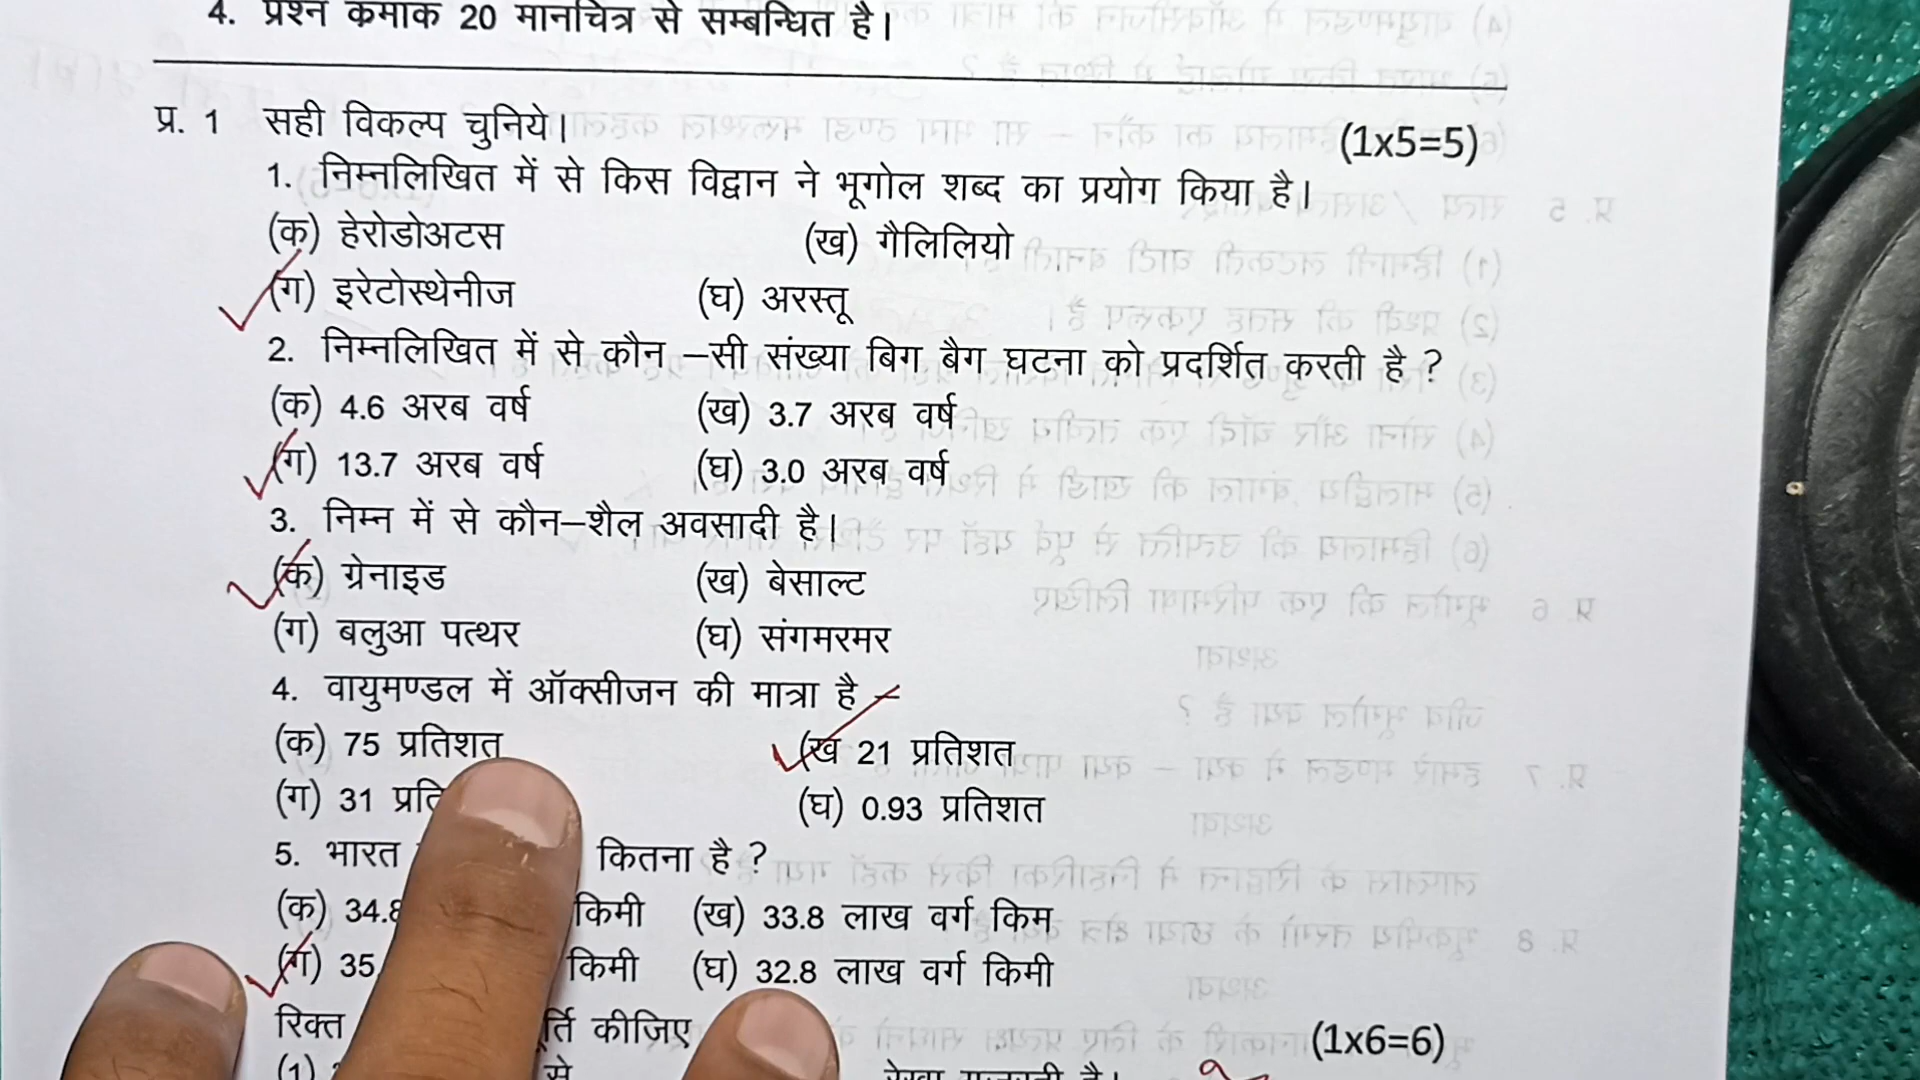 4. प्रश्न कमाक 20 मानचित्र से सम्बन्धित है।
प्र. 1 सही विकल्प चुनिये। (1x5=5)
1. निम्नलिखित में से किस विद्वान ने भूगोल शब्द का प्रयोग किया है।
(क) हेरोडोअटस (ख) गैलिलियो
(ग) इरेटोस्थेनीज (घ) अरस्तू
2. निम्नलिखित में से कौन –सी संख्या बिग बैग घटना को प्रदर्शित करती है ?
(क) 4.6 अरब वर्ष (ख) 3.7 अरब वर्ष
(ग) 13.7 अरब वर्ष (घ) 3.0 अरब वर्ष
3. निम्न में से कौन–शैल अवसादी है।
(क) ग्रेनाइड (ख) बेसाल्ट
(ग) बलुआ पत्थर (घ) संगमरमर
4. वायुमण्डल में ऑक्सीजन की मात्रा है –
(क) 75 प्रतिशत (ख 21 प्रतिशत
(ग) 31 (घ) 0.93 प्रतिशत
5. भारत कितना है ?
(क) 34.8 किमी (ख) 33.8 लाख वर्ग किम
(ग) 35. किमी (घ) 32.8 लाख वर्ग किमी
रिक्त कीजिए (1x6=6)
(1) से